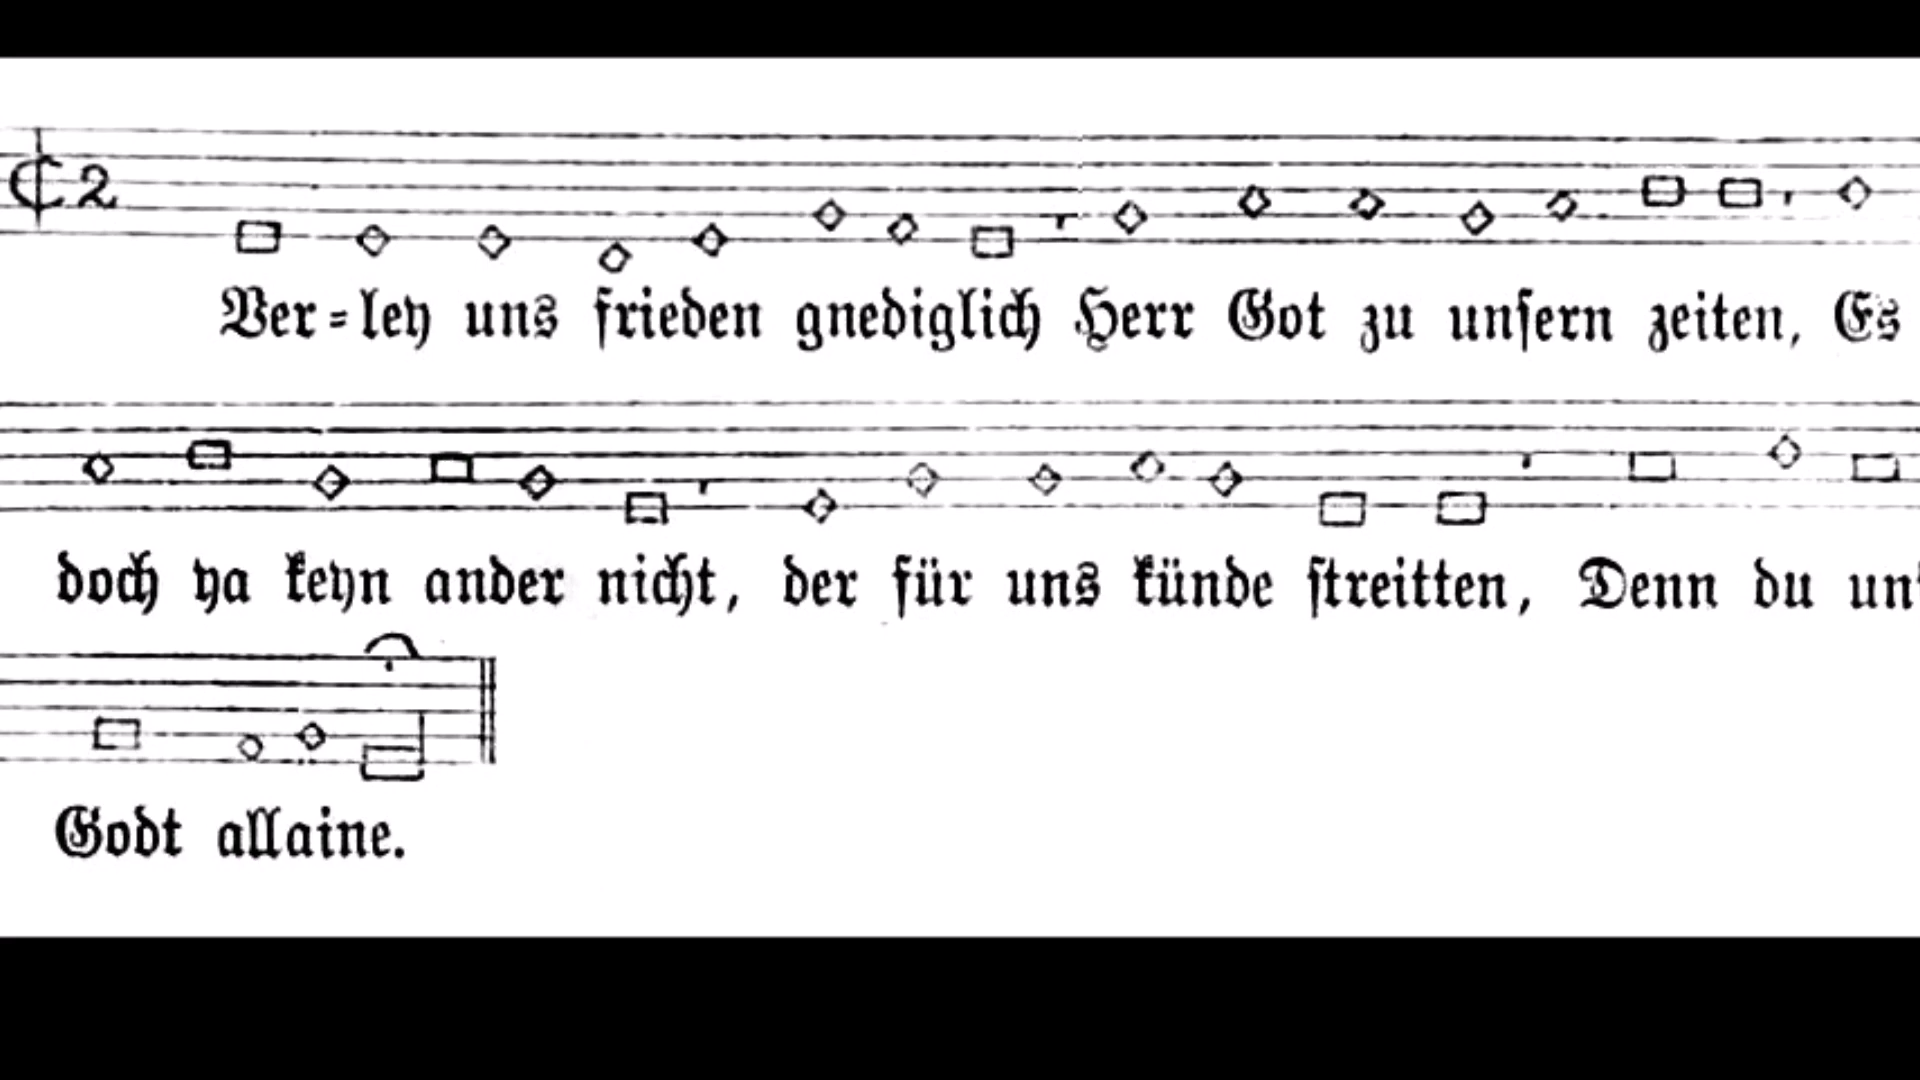 ₵2
Ver=ley uns frieden gnediglich Herr Got zu unsern zeiten, Es
doch ya keyn ander nicht, der für uns künde streitten, Denn du
Godt allaine.